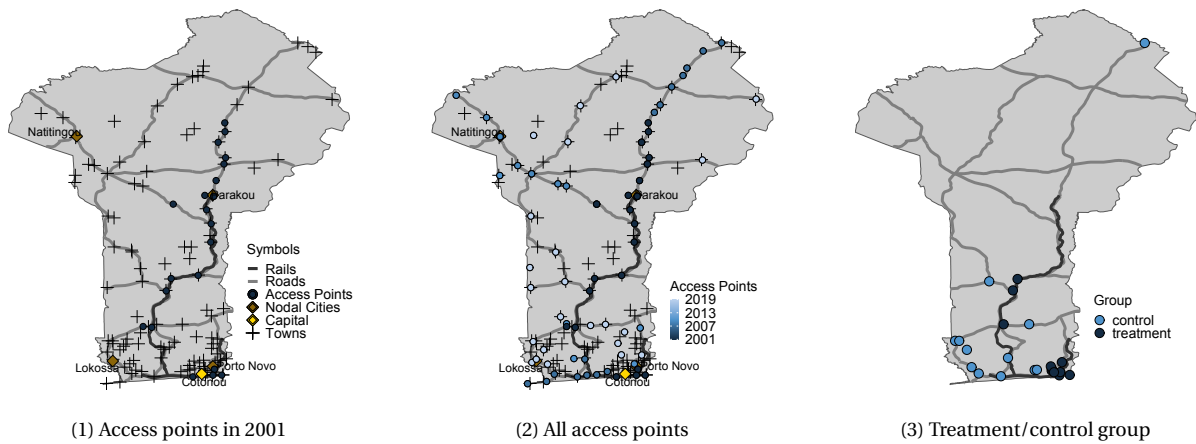 Natitingou
Parakou
Symbols
Rails
Roads
Access Points
Nodal Cities
Capital
Towns
Lokossa
Porto Novo
Cotonou
(1) Access points in 2001
Natitingou
Parakou
Access Points
2019
2013
2007
2001
Lokossa
Porto Novo
Cotonou
(2) All access points
Group
control
treatment
(3) Treatment/control group